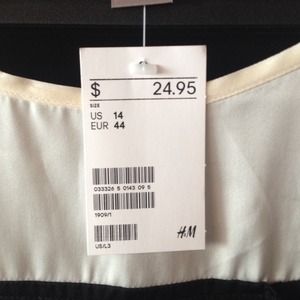 $ 24.95
SIZE
US 14
EUR 44
033326 5 0143 09 5
1909/1
US/L3
H&M